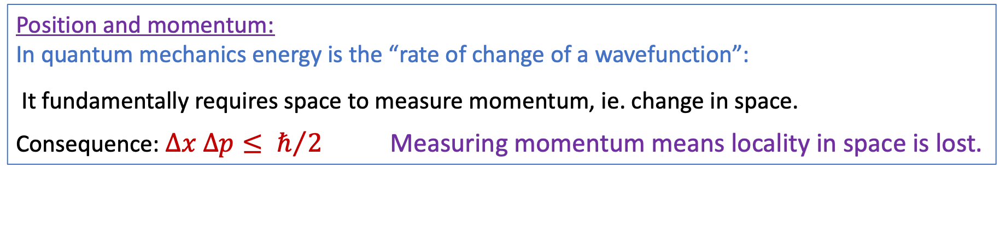 Position and momentum:
In quantum mechanics energy is the “rate of change of a wavefunction”:
It fundamentally requires space to measure momentum, ie. change in space.
Consequence: Δx Δp ≤ ℏ/2 Measuring momentum means locality in space is lost.